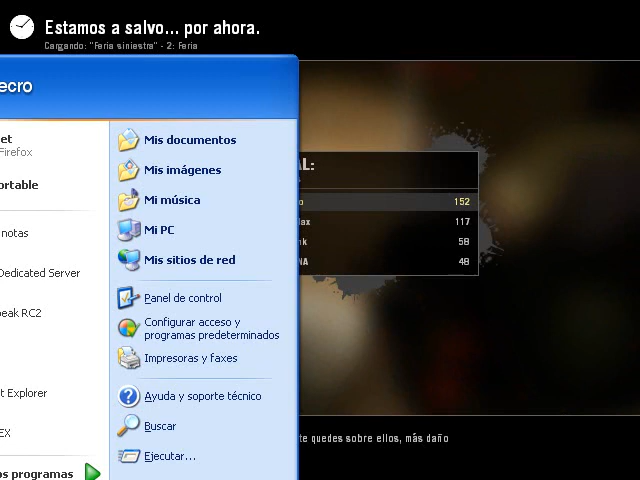 Estamos a salvo... por ahora.
Cargando: "Feria siniestra" - 2: Feria
ecro
et
Firefox
ortable
notas
Dedicated Server
eak RC2
t Explorer
EX
os programas
Mis documentos
Mis imágenes
Mi música
Mi PC
Mis sitios de red
Panel de control
Configurar acceso y
programas predeterminados
Impresoras y faxes
Ayuda y soporte técnico
Buscar
Ejecutar...
AL:
o 152
lax 117
nk 58
NA 48
te quedes sobre ellos, más daño